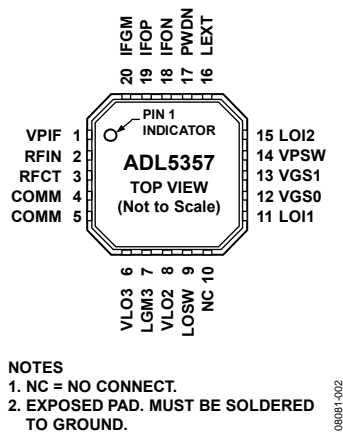 20 IFGM
19 IFOP
18 IFON
17 PWDN
16 LEXT
PIN 1
INDICATOR
VPIF 1
RFIN 2
RFCT 3
COMM 4
COMM 5
ADL5357
TOP VIEW
(Not to Scale)
15 LOI2
14 VPSW
13 VGS1
12 VGS0
11 LOI1
VLO3 6
LGM3 7
VLO2 8
LOSW 9
NC 10
NOTES
1. NC = NO CONNECT.
2. EXPOSED PAD. MUST BE SOLDERED
TO GROUND.
08081-002